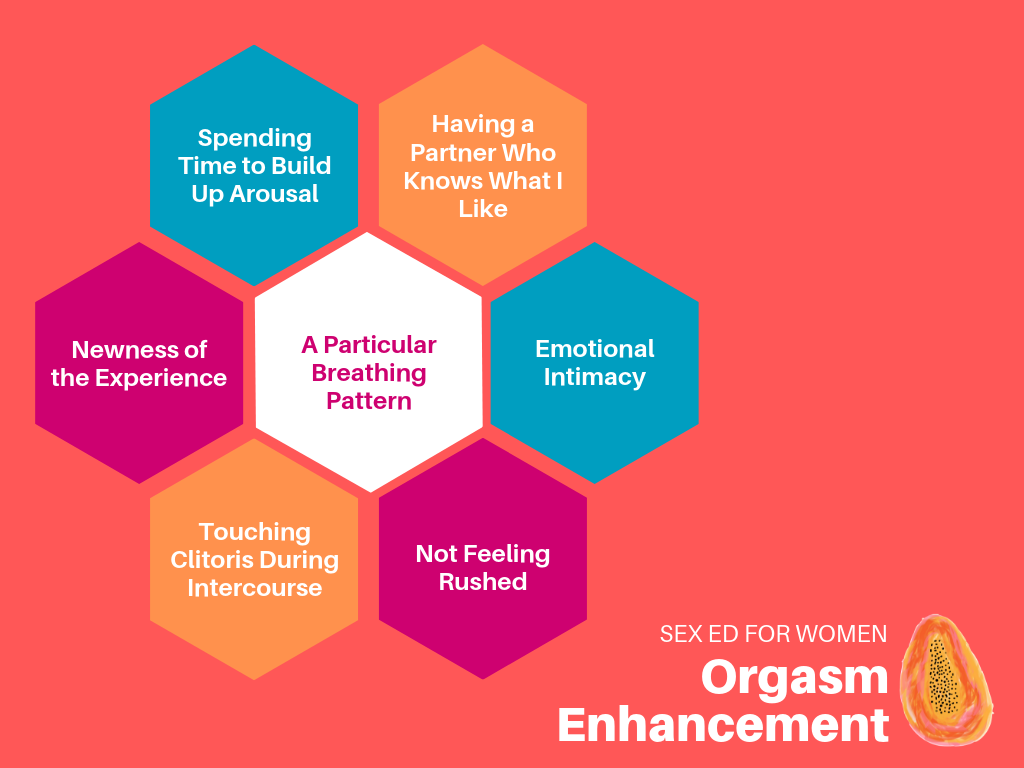 Spending
Time to Build
Up Arousal
Having a
Partner Who
Knows What I
Like
Newness of
the Experience
A Particular
Breathing
Pattern
Emotional
Intimacy
Touching
Clitoris During
Intercourse
Not Feeling
Rushed
SEX ED FOR WOMEN
Orgasm
Enhancement